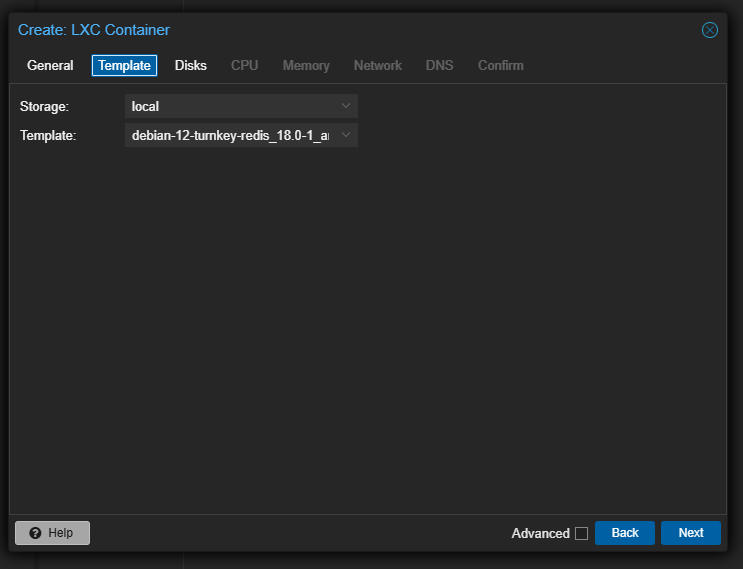 Create: LXC Container
General Template Disks CPU Memory Network DNS Confirm
Storage: local
Template: debian-12-turnkey-redis_18.0-1_a
Help Advanced Back Next